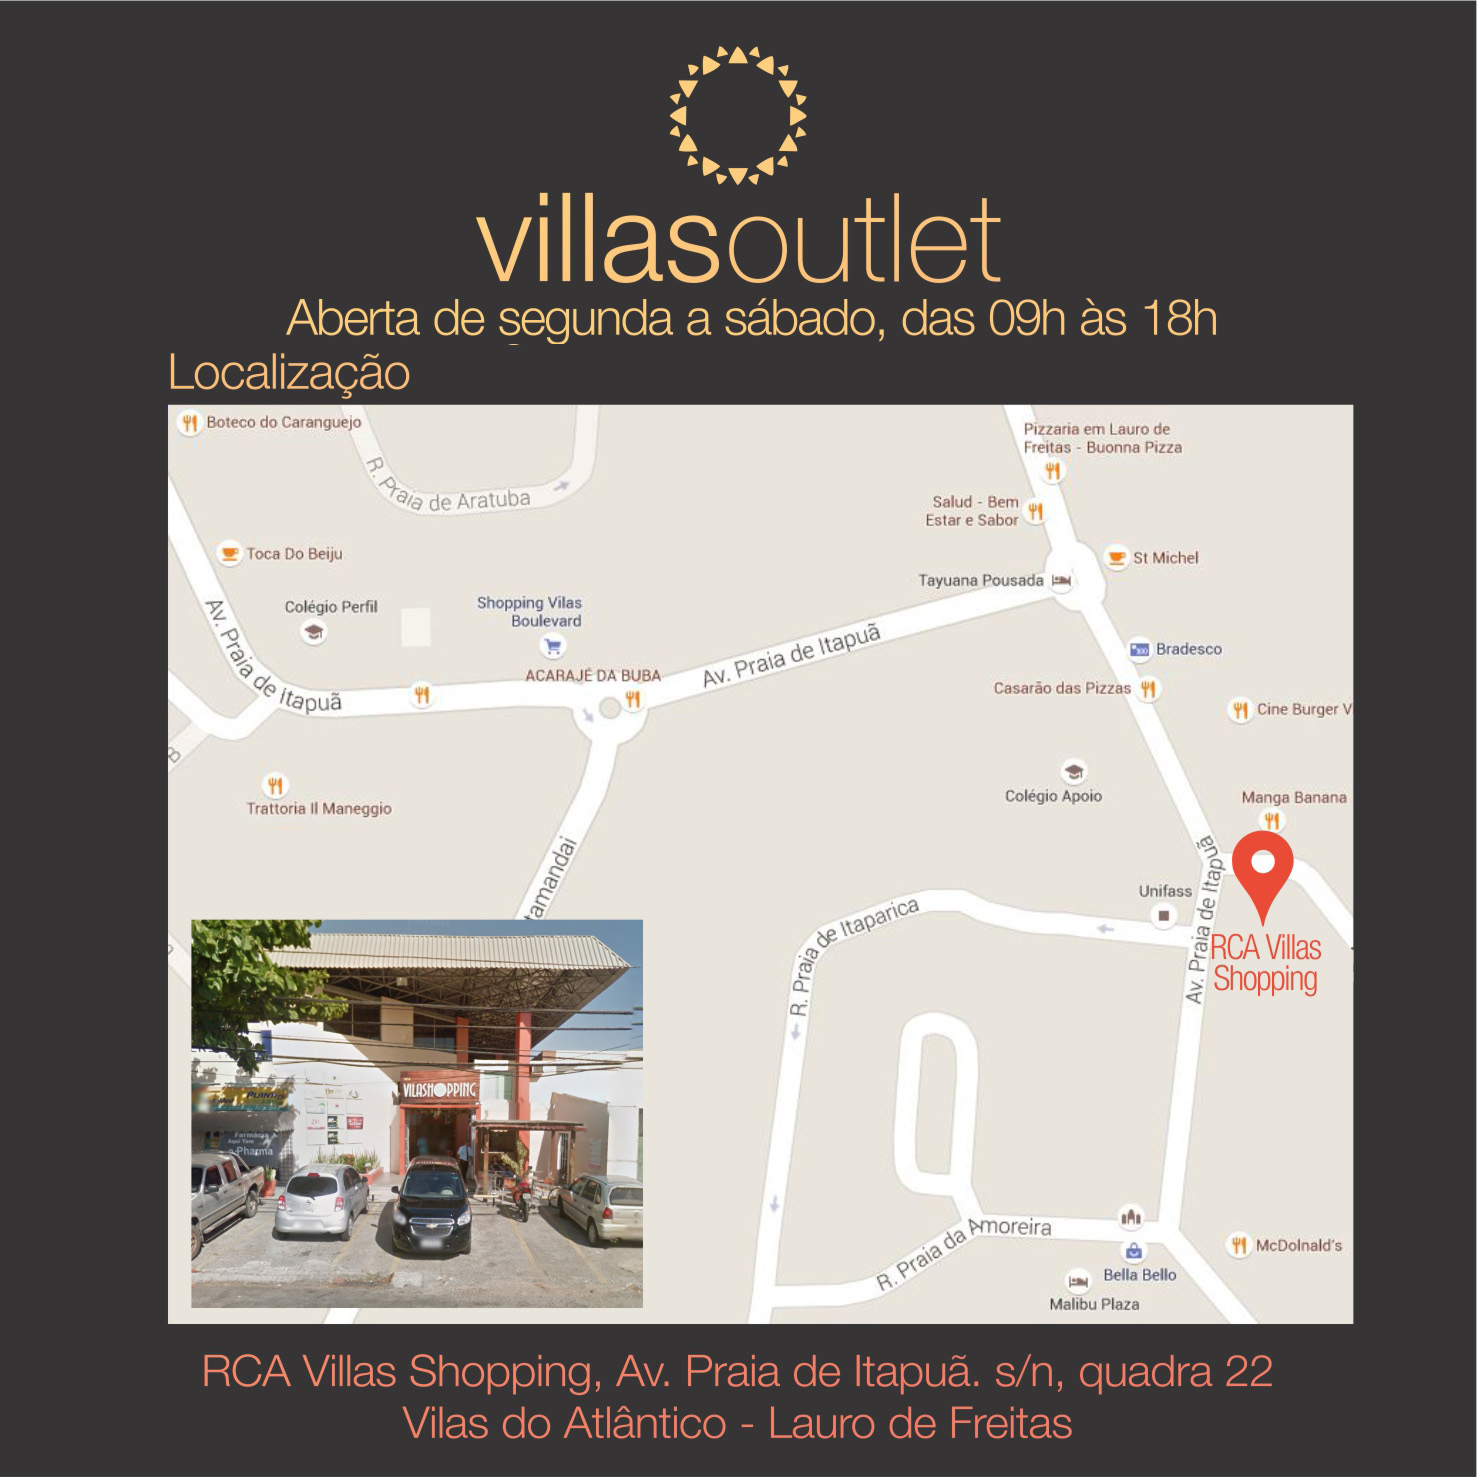 villasoutlet
Aberta de segunda a sábado, das 09h às 18h
Localização
Boteco do Caranguejo
R. Praia de Aratuba
Pizzaria em Lauro de
Freitas - Buonna Pizza
Salud - Bem
Estar e Sabor
Toca Do Beiju
St Michel
Tayuana Pousada
Colégio Perfil
Shopping Vilas
Boulevard
Av. Praia de Itapuã
Av. Praia de Itapuã
ACARAJÉ DA BUBA
Bradesco
Casarão das Pizzas
Cine Burger V
Colégio Apoio
Manga Banana
Trattoria Il Maneggio
tamandai
Unifass
R. Praia de Itaparica
Av. Praia de Itapuã
RCA Villas
Shopping
VILASHOPPING
Farmácia
Aqui Tem
Pharma
R. Praia da Amoreira
McDolnald's
Bella Bello
Malibu Plaza
RCA Villas Shopping, Av. Praia de Itapuã. s/n, quadra 22
Vilas do Atlântico - Lauro de Freitas